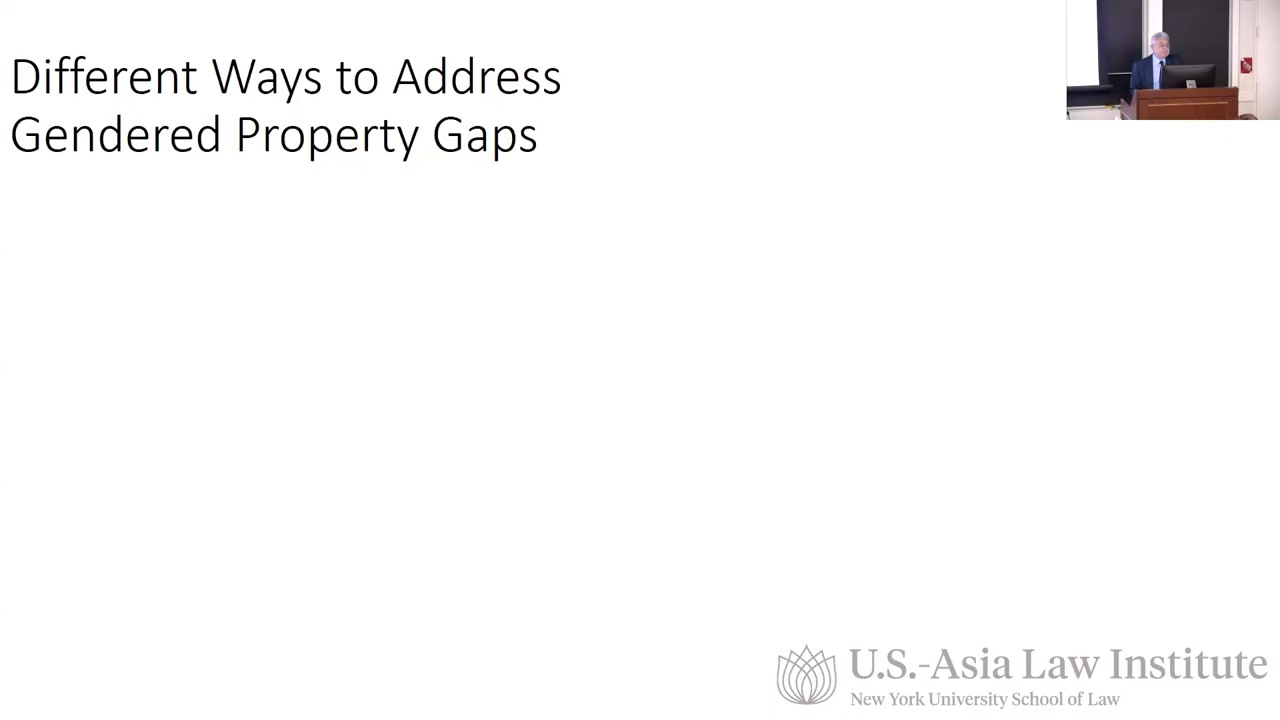 Different Ways to Address
Gendered Property Gaps
U.S.-Asia Law Institute
New York University School of Law